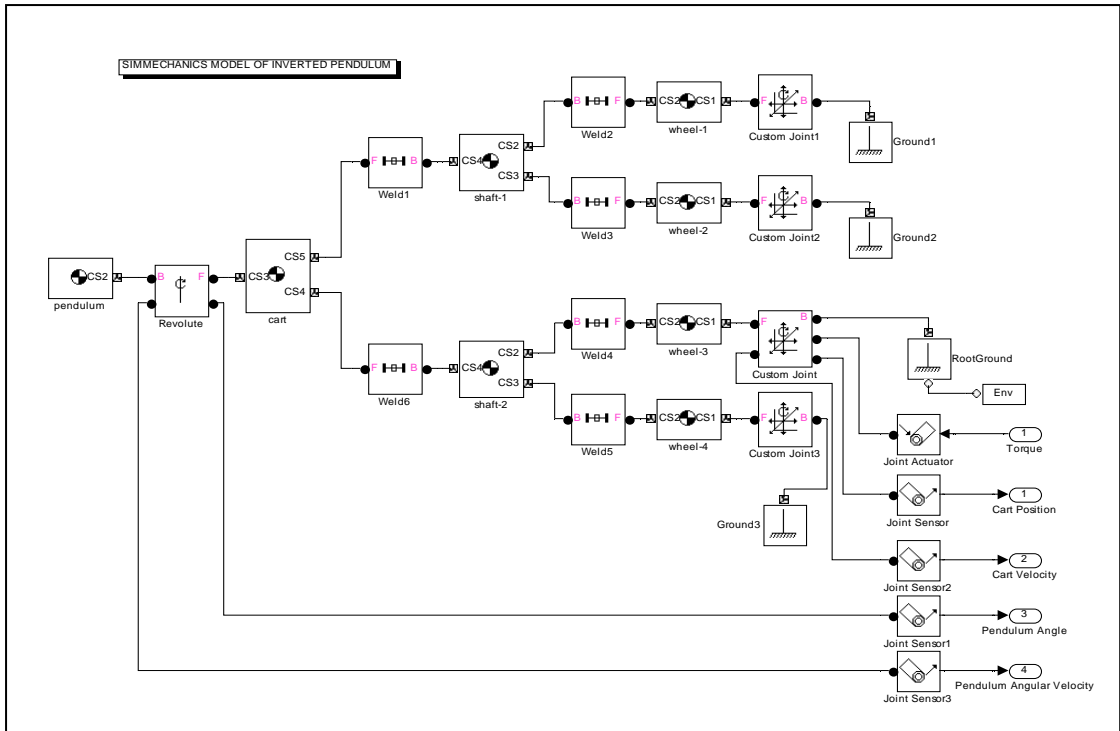 SIMMECHANICS MODEL OF INVERTED PENDULUM
B F
Weld2
CS2 CS1
wheel-1
F B
Custom Joint1
Ground1
F B
Weld1
CS4 CS2
CS3
shaft-1
B F
Weld3
CS2 CS1
wheel-2
F B
Custom Joint2
Ground2
CS2
pendulum
B F
Revolute
CS3 CS5
CS4
cart
B F
Weld4
CS2 CS1
wheel-3
F B
Custom Joint
RootGround
Env
F B
Weld6
CS4 CS2
CS3
shaft-2
B F
Weld5
CS2 CS1
wheel-4
F B
Custom Joint3
Ground3
Joint Actuator
1
Torque
Joint Sensor
1
Cart Position
Joint Sensor2
2
Cart Velocity
Joint Sensor1
3
Pendulum Angle
Joint Sensor3
4
Pendulum Angular Velocity